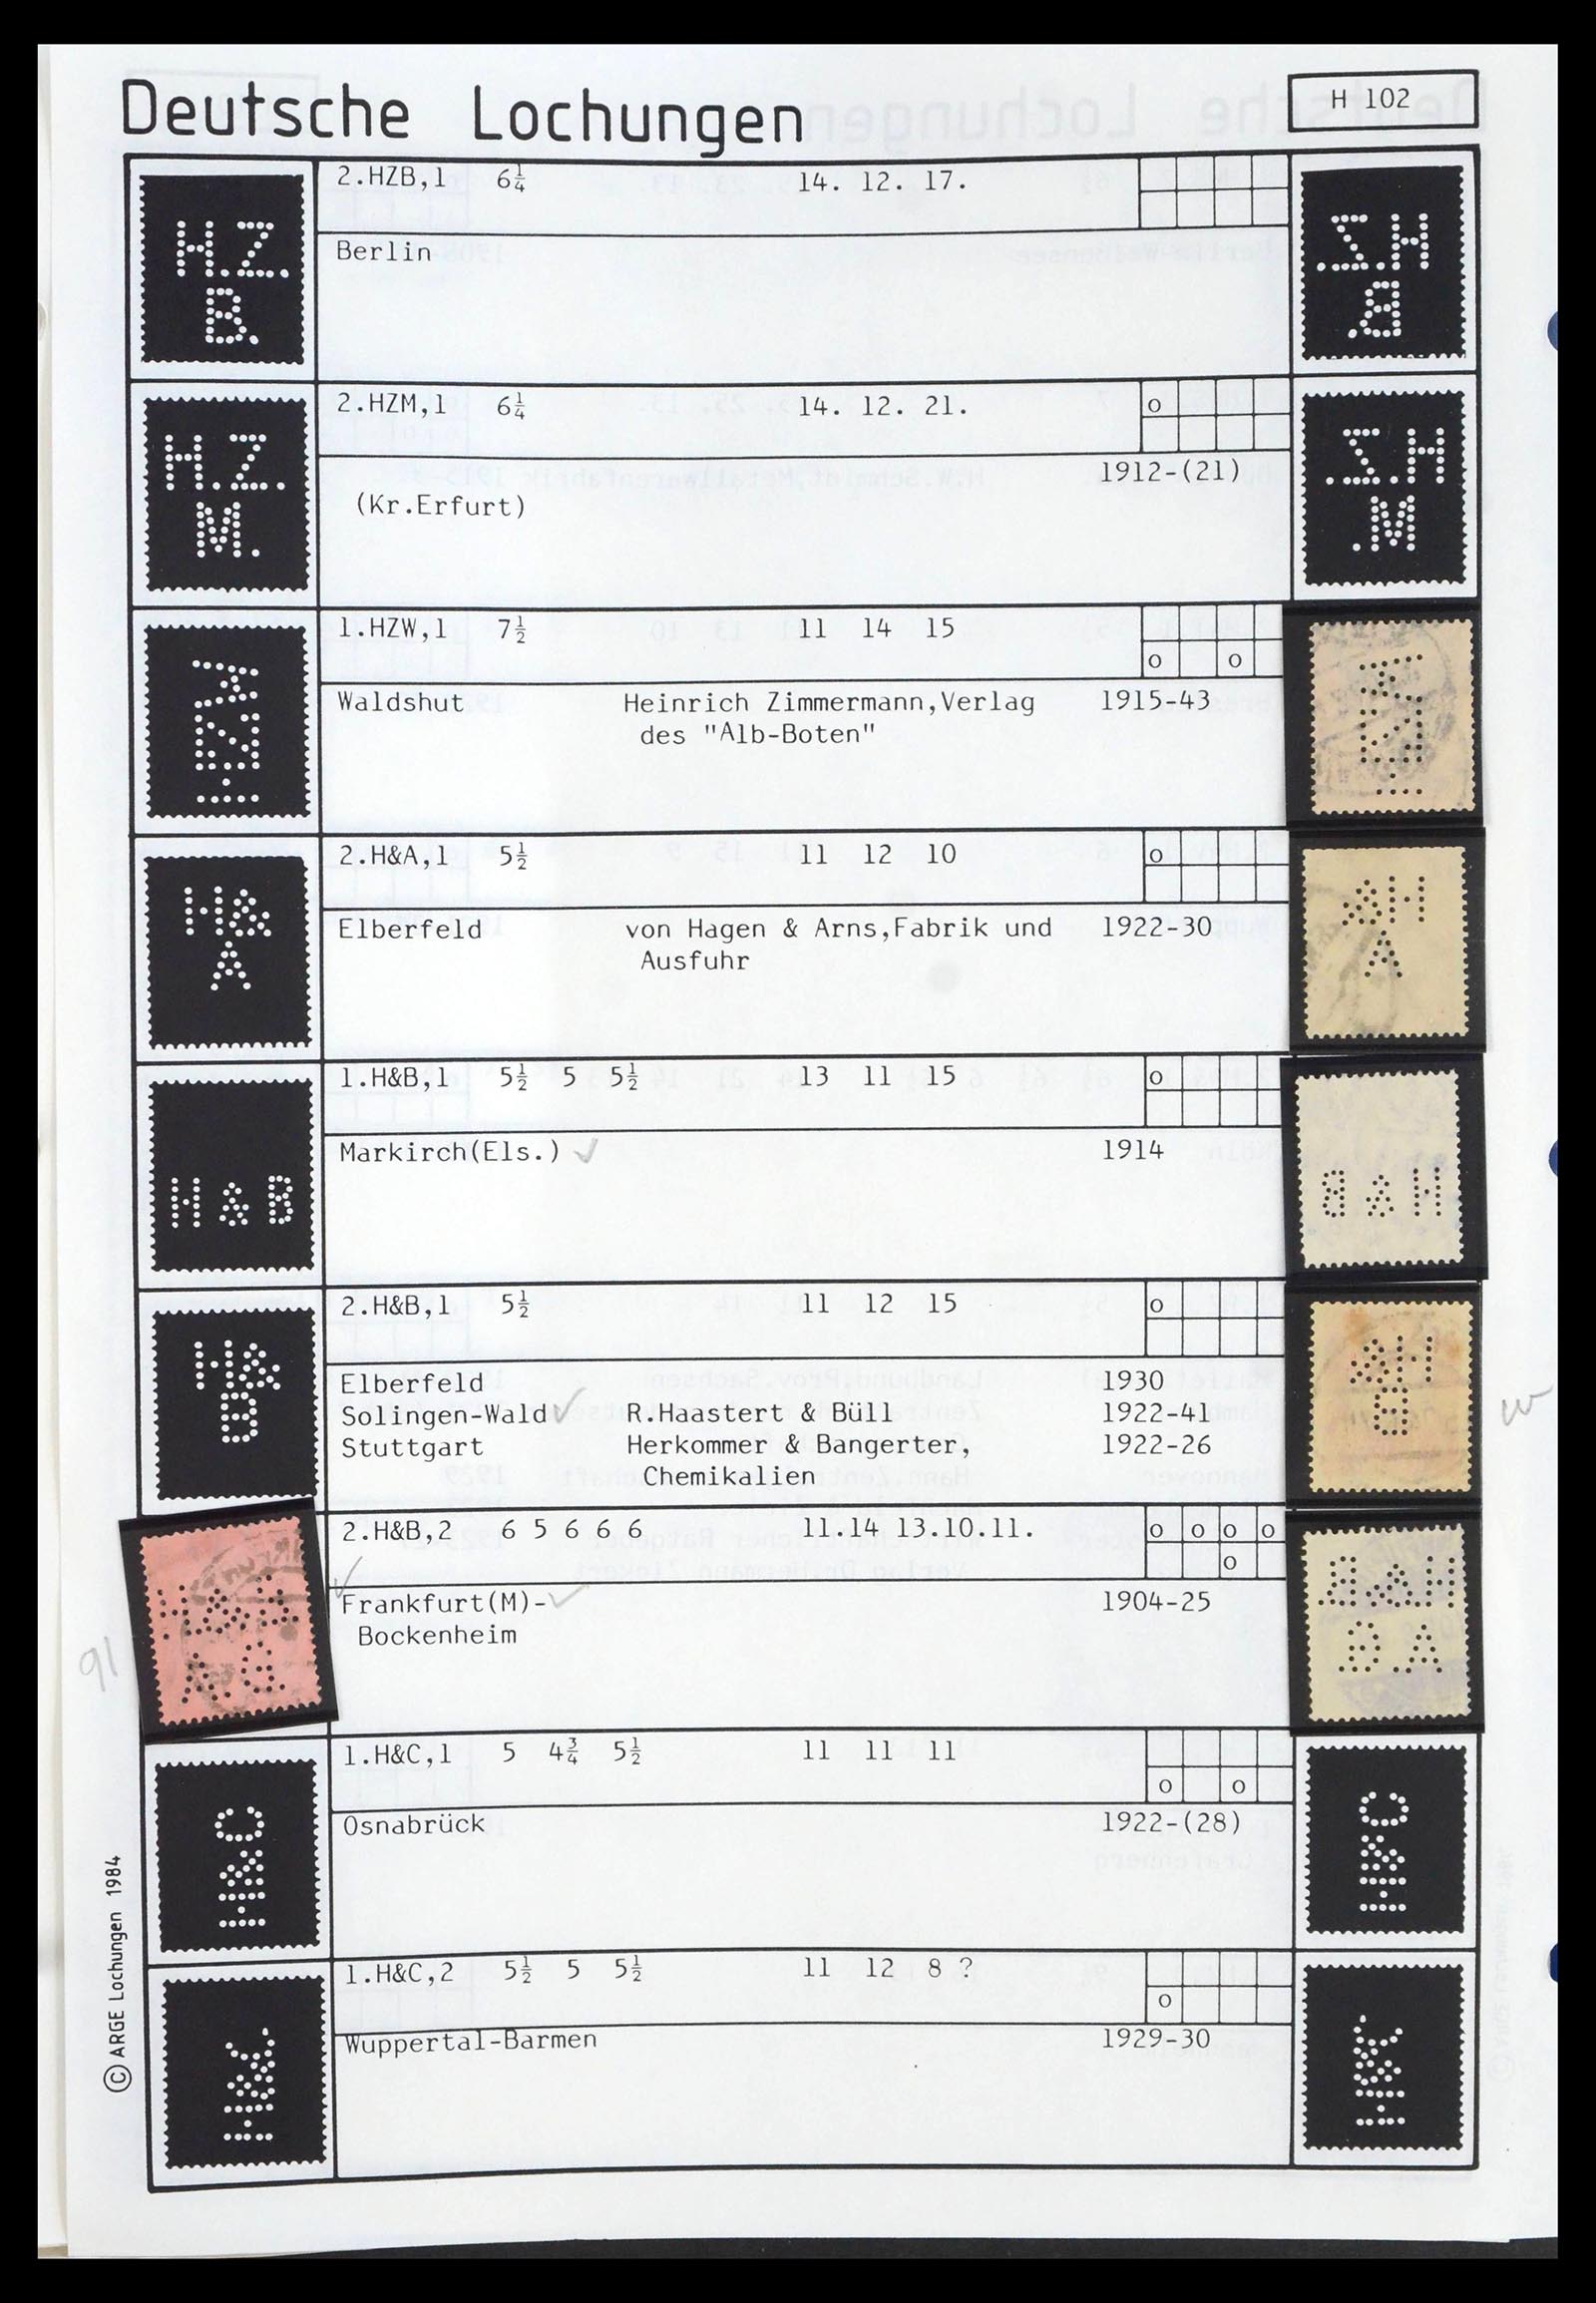 Deutsche Lochungen
H 102
H.Z.
B.
2.HZB,1 6¼ 14. 12. 17.
Berlin
H.Z.
M.
2.HZM,1 6¼ 14. 12. 21.
o
1912-(21)
(Kr.Erfurt)
HZW
1.HZW,1 7½ 11 14 15
o o
Waldshut Heinrich Zimmermann,Verlag 1915-43
des "Alb-Boten"
H&
A
2.H&A,1 5½ 11 12 10
o
Elberfeld von Hagen & Arns,Fabrik und 1922-30
Ausfuhr
H & B
1.H&B,1 5½ 5 5½ 13 11 15
o
Markirch(Els.) ✓ 1914
H&
B
2.H&B,1 5½ 11 12 15
o
Elberfeld 1930
Solingen-Wald ✓ R.Haastert & Büll 1922-41
Stuttgart Herkommer & Bangerter, 1922-26
Chemikalien
2.H&B,2 6 5 6 6 6 11.14 13.10.11.
o o o o
o
Frankfurt(M)- ✓ 1904-25
Bockenheim
91
H&C
1.H&C,1 5 4¾ 5½ 11 11 11
o o
Osnabrück 1922-(28)
H&C
1.H&C,2 5½ 5 5½ 11 12 8 ?
o
Wuppertal-Barmen 1929-30
© ARGE Lochungen 1984